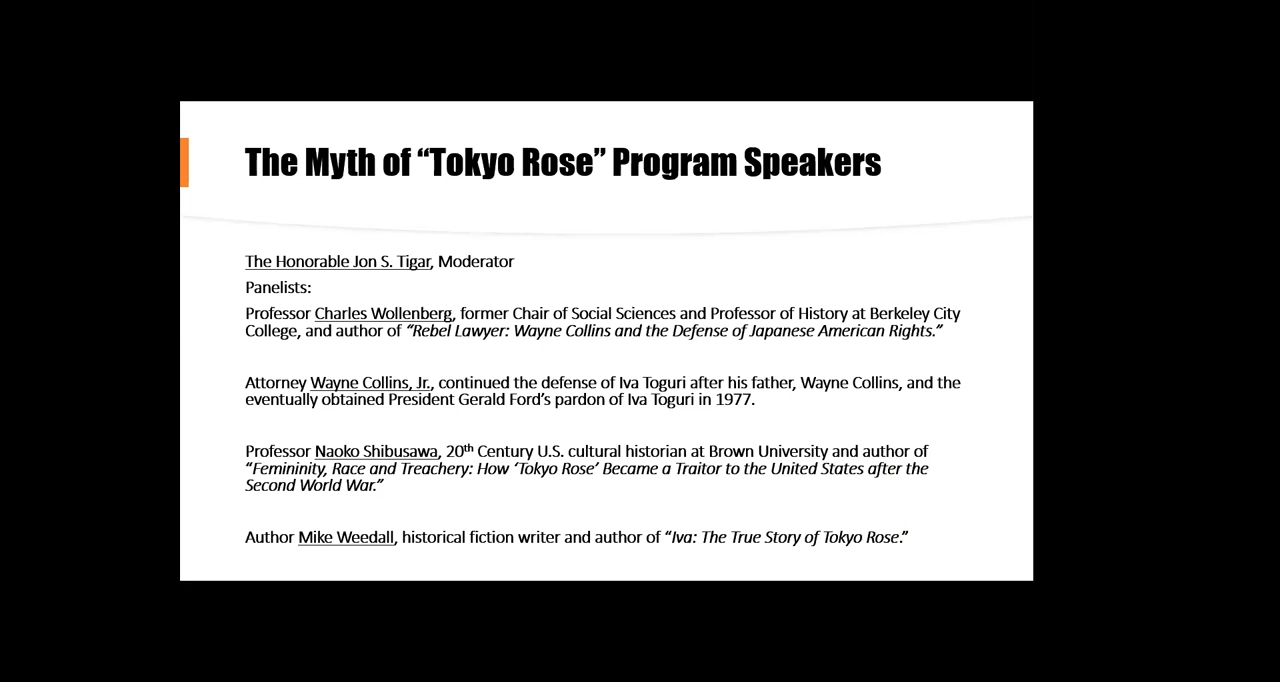 The Myth of “Tokyo Rose” Program Speakers
The Honorable Jon S. Tigar, Moderator
Panelists:
Professor Charles Wollenberg, former Chair of Social Sciences and Professor of History at Berkeley City
College, and author of “Rebel Lawyer: Wayne Collins and the Defense of Japanese American Rights.”
Attorney Wayne Collins, Jr., continued the defense of Iva Toguri after his father, Wayne Collins, and the
eventually obtained President Gerald Ford’s pardon of Iva Toguri in 1977.
Professor Naoko Shibusawa, 20th Century U.S. cultural historian at Brown University and author of
“Femininity, Race and Treachery: How ‘Tokyo Rose’ Became a Traitor to the United States after the
Second World War.”
Author Mike Weedall, historical fiction writer and author of “Iva: The True Story of Tokyo Rose.”